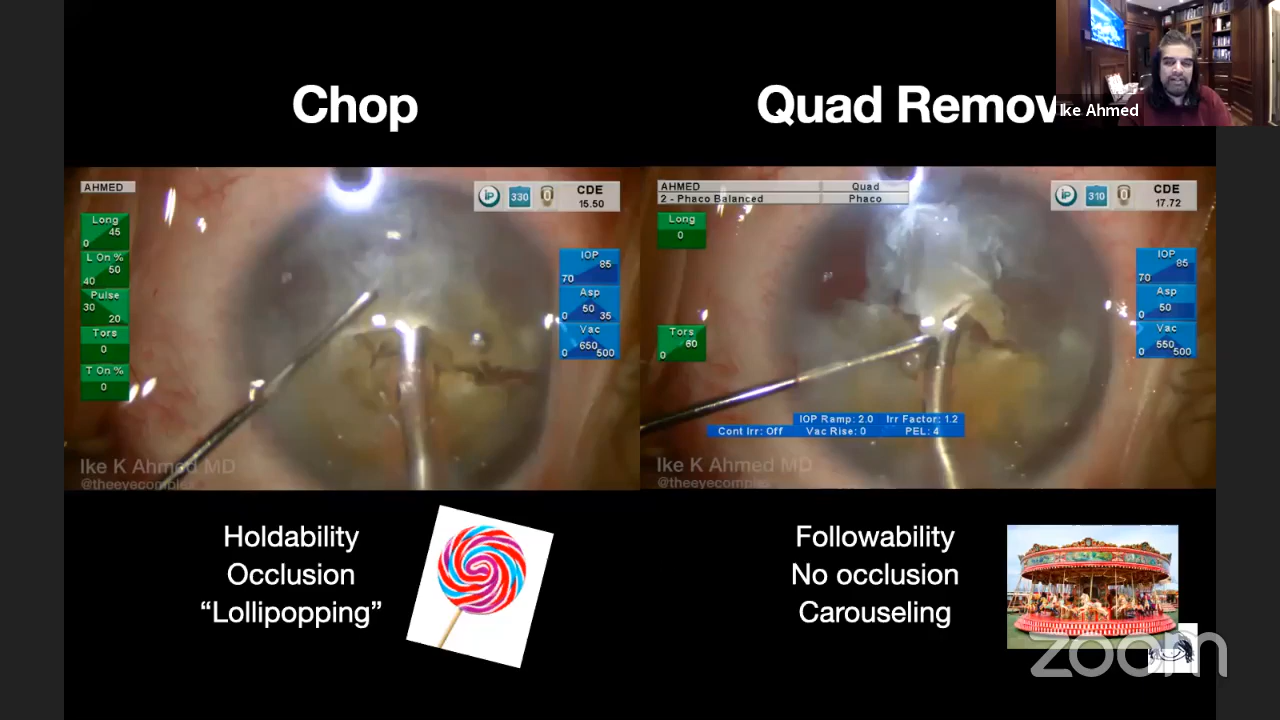 Chop
Quad Remov
Ike Ahmed
AHMED
330
0
CDE
15.50
Long
45
0
L On %
50
40
Pulse
30
20
Tors
0
T On %
0
IOP
85
70
Asp
50
0
35
Vac
650
0
500
Ike K Ahmed MD
@theeyecomplex
AHMED
Quad
2 - Phaco Balanced
Phaco
310
0
CDE
17.72
Long
0
Tors
60
0
IOP
85
70
Asp
50
0
Vac
550
0
500
IOP Ramp: 2.0 Irr Factor: 1.2
Cont Irr: Off Vac Rise: 0 PEL: 4
Ike K Ahmed MD
@theeyecomplex
Holdability
Occlusion
“Lollipopping”
Followability
No occlusion
Carouseling
zoom